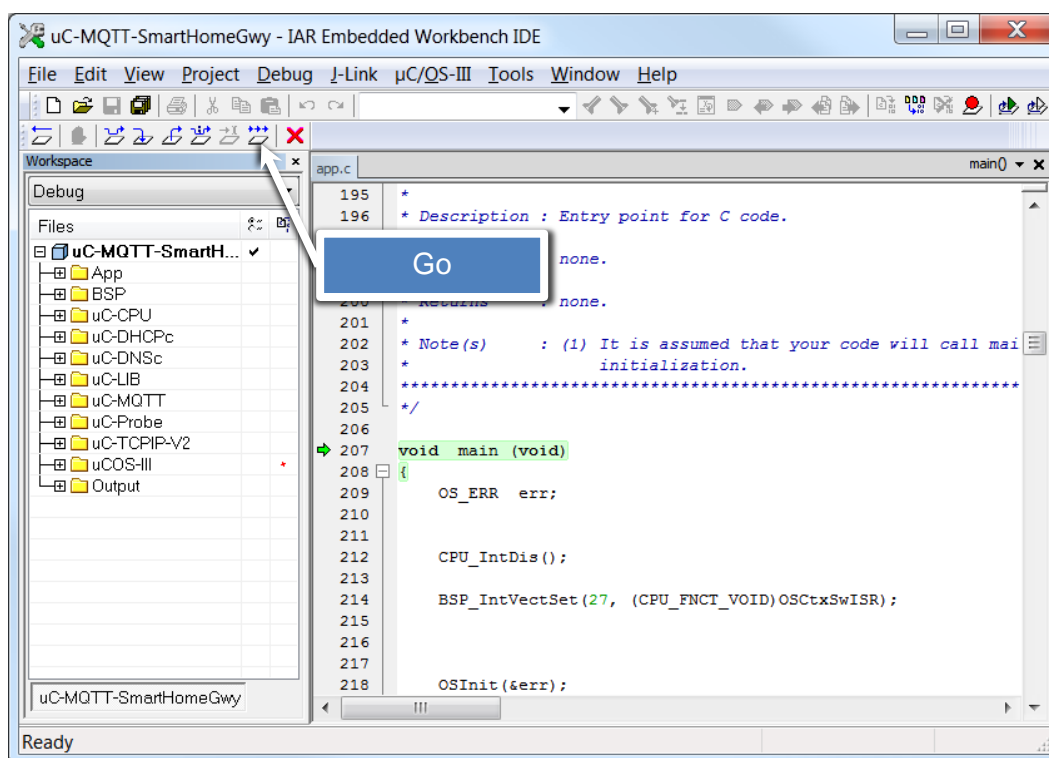 uC-MQTT-SmartHomeGwy - IAR Embedded Workbench IDE
File Edit View Project Debug J-Link µC/OS-III Tools Window Help
Workspace
app.c
main()
Debug
Files
uC-MQTT-SmartH...
App
BSP
uC-CPU
uC-DHCPc
uC-DNSc
uC-LIB
uC-MQTT
uC-Probe
uC-TCPIP-V2
uCOS-III
Output
uC-MQTT-SmartHomeGwy
195 *
196 * Description : Entry point for C code.
Go
none.
200 * Returns : none.
201 *
202 * Note(s) : (1) It is assumed that your code will call mai
203 * initialization.
204 **************************************************************
205 */
206
207 void main (void)
208 {
209 OS_ERR err;
210
211
212 CPU_IntDis();
213
214 BSP_IntVectSet(27, (CPU_FNCT_VOID)OSCtxSwISR);
215
216
217
218 OSInit(&err);
Ready